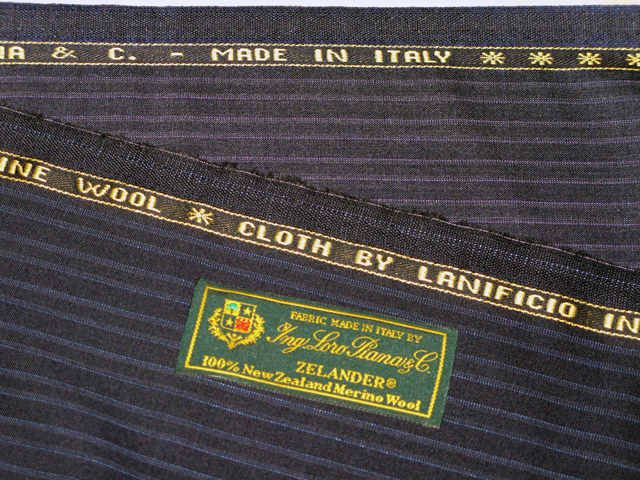 NA & C. - MADE IN ITALY ✲ ✲ ✲ ✲
INE WOOL ✲ CLOTH BY LANIFICIO IN
FABRIC MADE IN ITALY BY
Ing. Loro Piana & C.
ZELANDER®
100% New Zealand Merino Wool